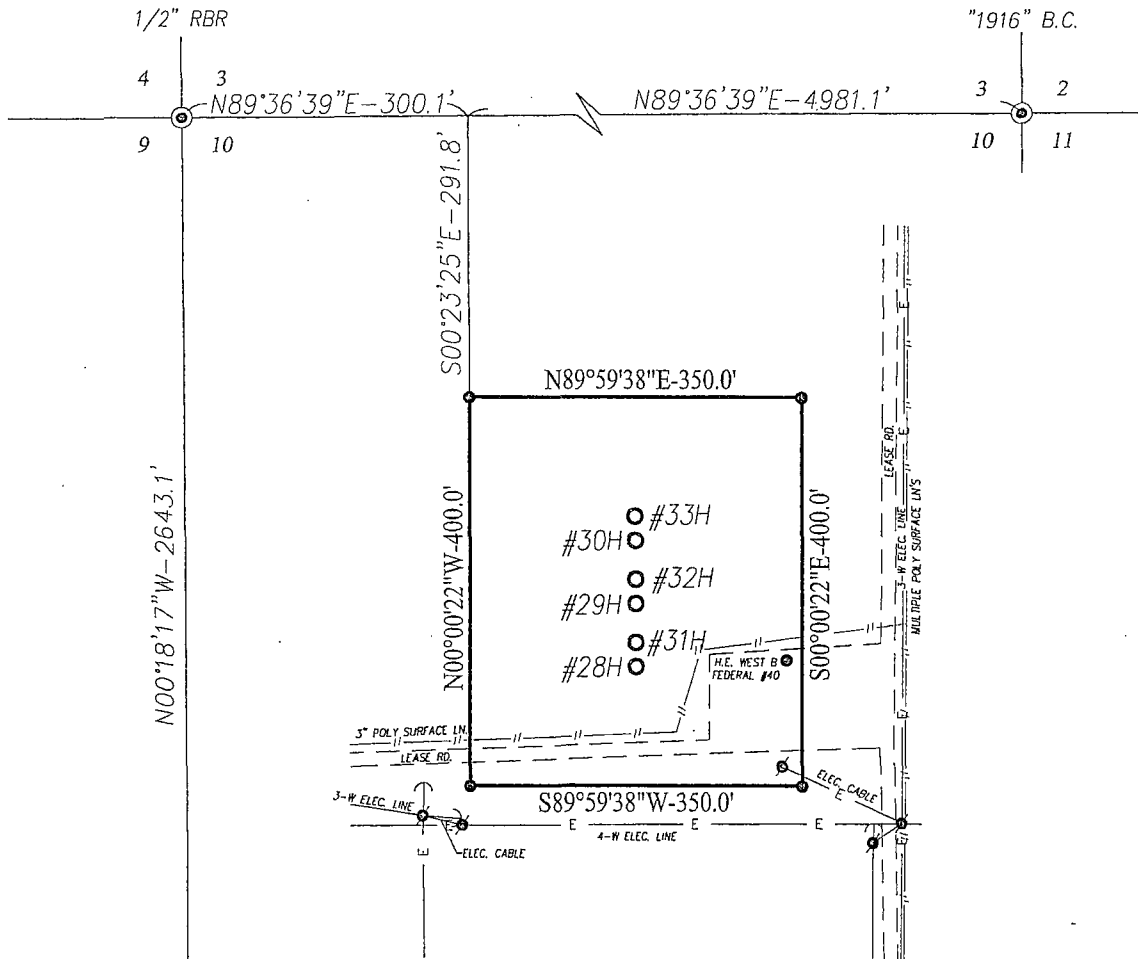 1/2" RBR
"1916" B.C.
4 3
3 2
N89°36'39"E-300.1'
N89°36'39"E-4981.1'
9 10
10 11
S00°23'25"E-291.8'
N00°18'17"W-2643.1'
N89°59'38"E-350.0'
N00°00'22"W-400.0'
S00°00'22"E-400.0'
#33H
#30H
#32H
#29H
#31H
#28H
H.E. WEST B
FEDERAL #40
LEASE RD.
3-W ELEC. LINE
MULTIPLE POLY SURFACE LN'S
E
E
E
3" POLY SURFACE LN.
LEASE RD.
S89°59'38"W-350.0'
3-W ELEC. LINE
ELEC. CABLE
E
E
E
E
4-W ELEC. LINE
E
E
E
E
ELEC. CABLE